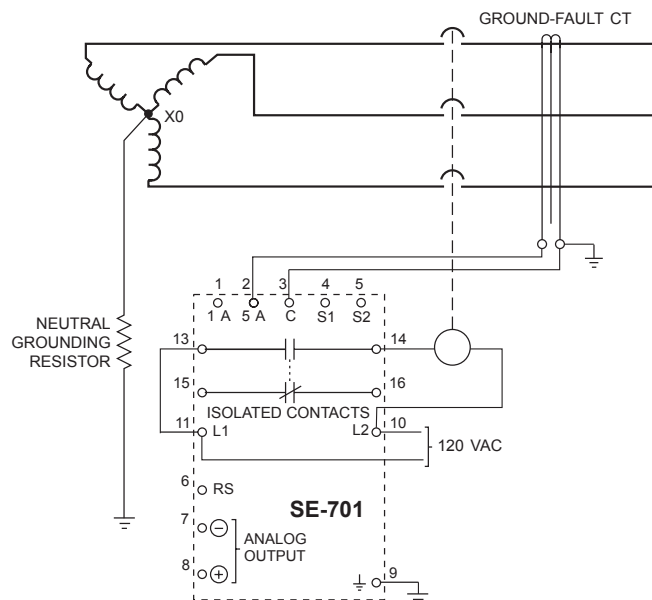 GROUND-FAULT CT
X0
1 2 3 4 5
1 A 5 A C S1 S2
NEUTRAL
GROUNDING
RESISTOR
13 14
15 16
ISOLATED CONTACTS
11 L1 L2 10
120 VAC
6 RS
SE-701
7
ANALOG
OUTPUT
8
9